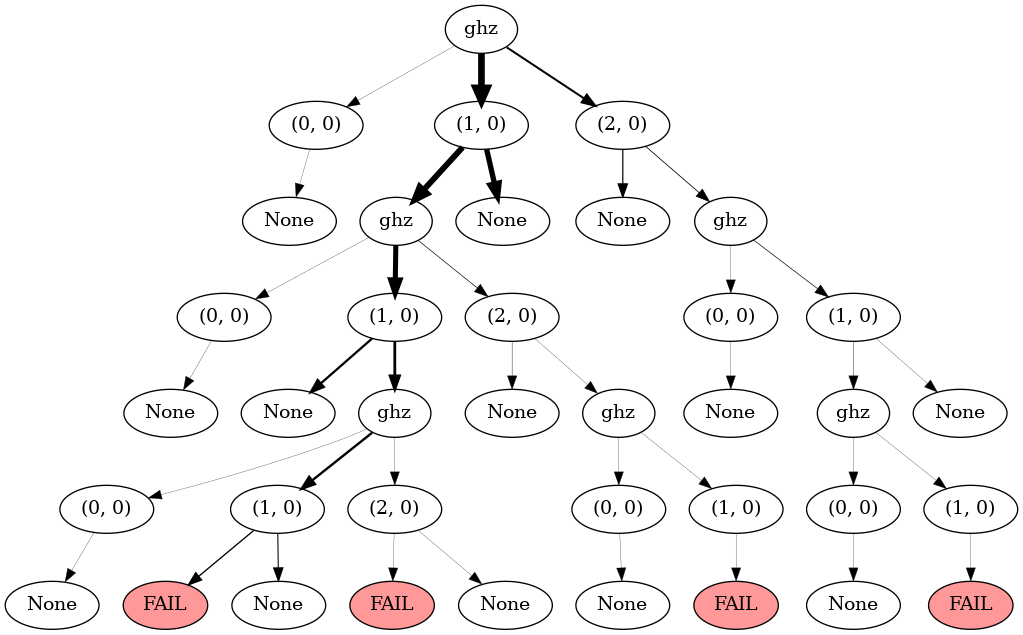 ghz
(0, 0) (1, 0) (2, 0)
None ghz None None ghz
(0, 0) (1, 0) (2, 0) (0, 0) (1, 0)
None None ghz None ghz None ghz None
(0, 0) (1, 0) (2, 0) (0, 0) (1, 0) (0, 0) (1, 0)
None FAIL None FAIL None None FAIL None FAIL